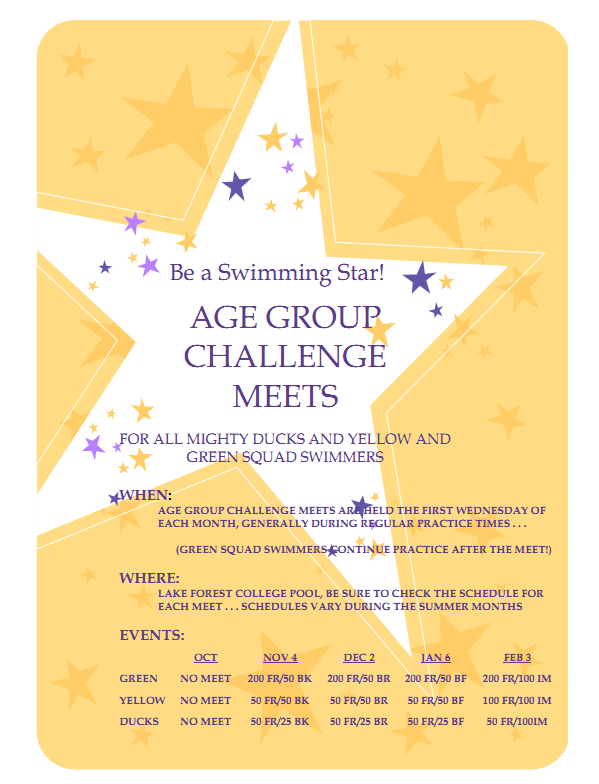 Be a Swimming Star!
AGE GROUP
CHALLENGE
MEETS
FOR ALL MIGHTY DUCKS AND YELLOW AND
GREEN SQUAD SWIMMERS
WHEN:
AGE GROUP CHALLENGE MEETS ARE HELD THE FIRST WEDNESDAY OF
EACH MONTH, GENERALLY DURING REGULAR PRACTICE TIMES . . .
(GREEN SQUAD SWIMMERS CONTINUE PRACTICE AFTER THE MEET!)
WHERE:
LAKE FOREST COLLEGE POOL, BE SURE TO CHECK THE SCHEDULE FOR
EACH MEET . . . SCHEDULES VARY DURING THE SUMMER MONTHS
EVENTS:
OCT NOV 4 DEC 2 JAN 6 FEB 3
GREEN NO MEET 200 FR/50 BK 200 FR/50 BR 200 FR/50 BF 200 FR/100 IM
YELLOW NO MEET 50 FR/50 BK 50 FR/50 BR 50 FR/50 BF 100 FR/100 IM
DUCKS NO MEET 50 FR/25 BK 50 FR/25 BR 50 FR/25 BF 50 FR/100IM